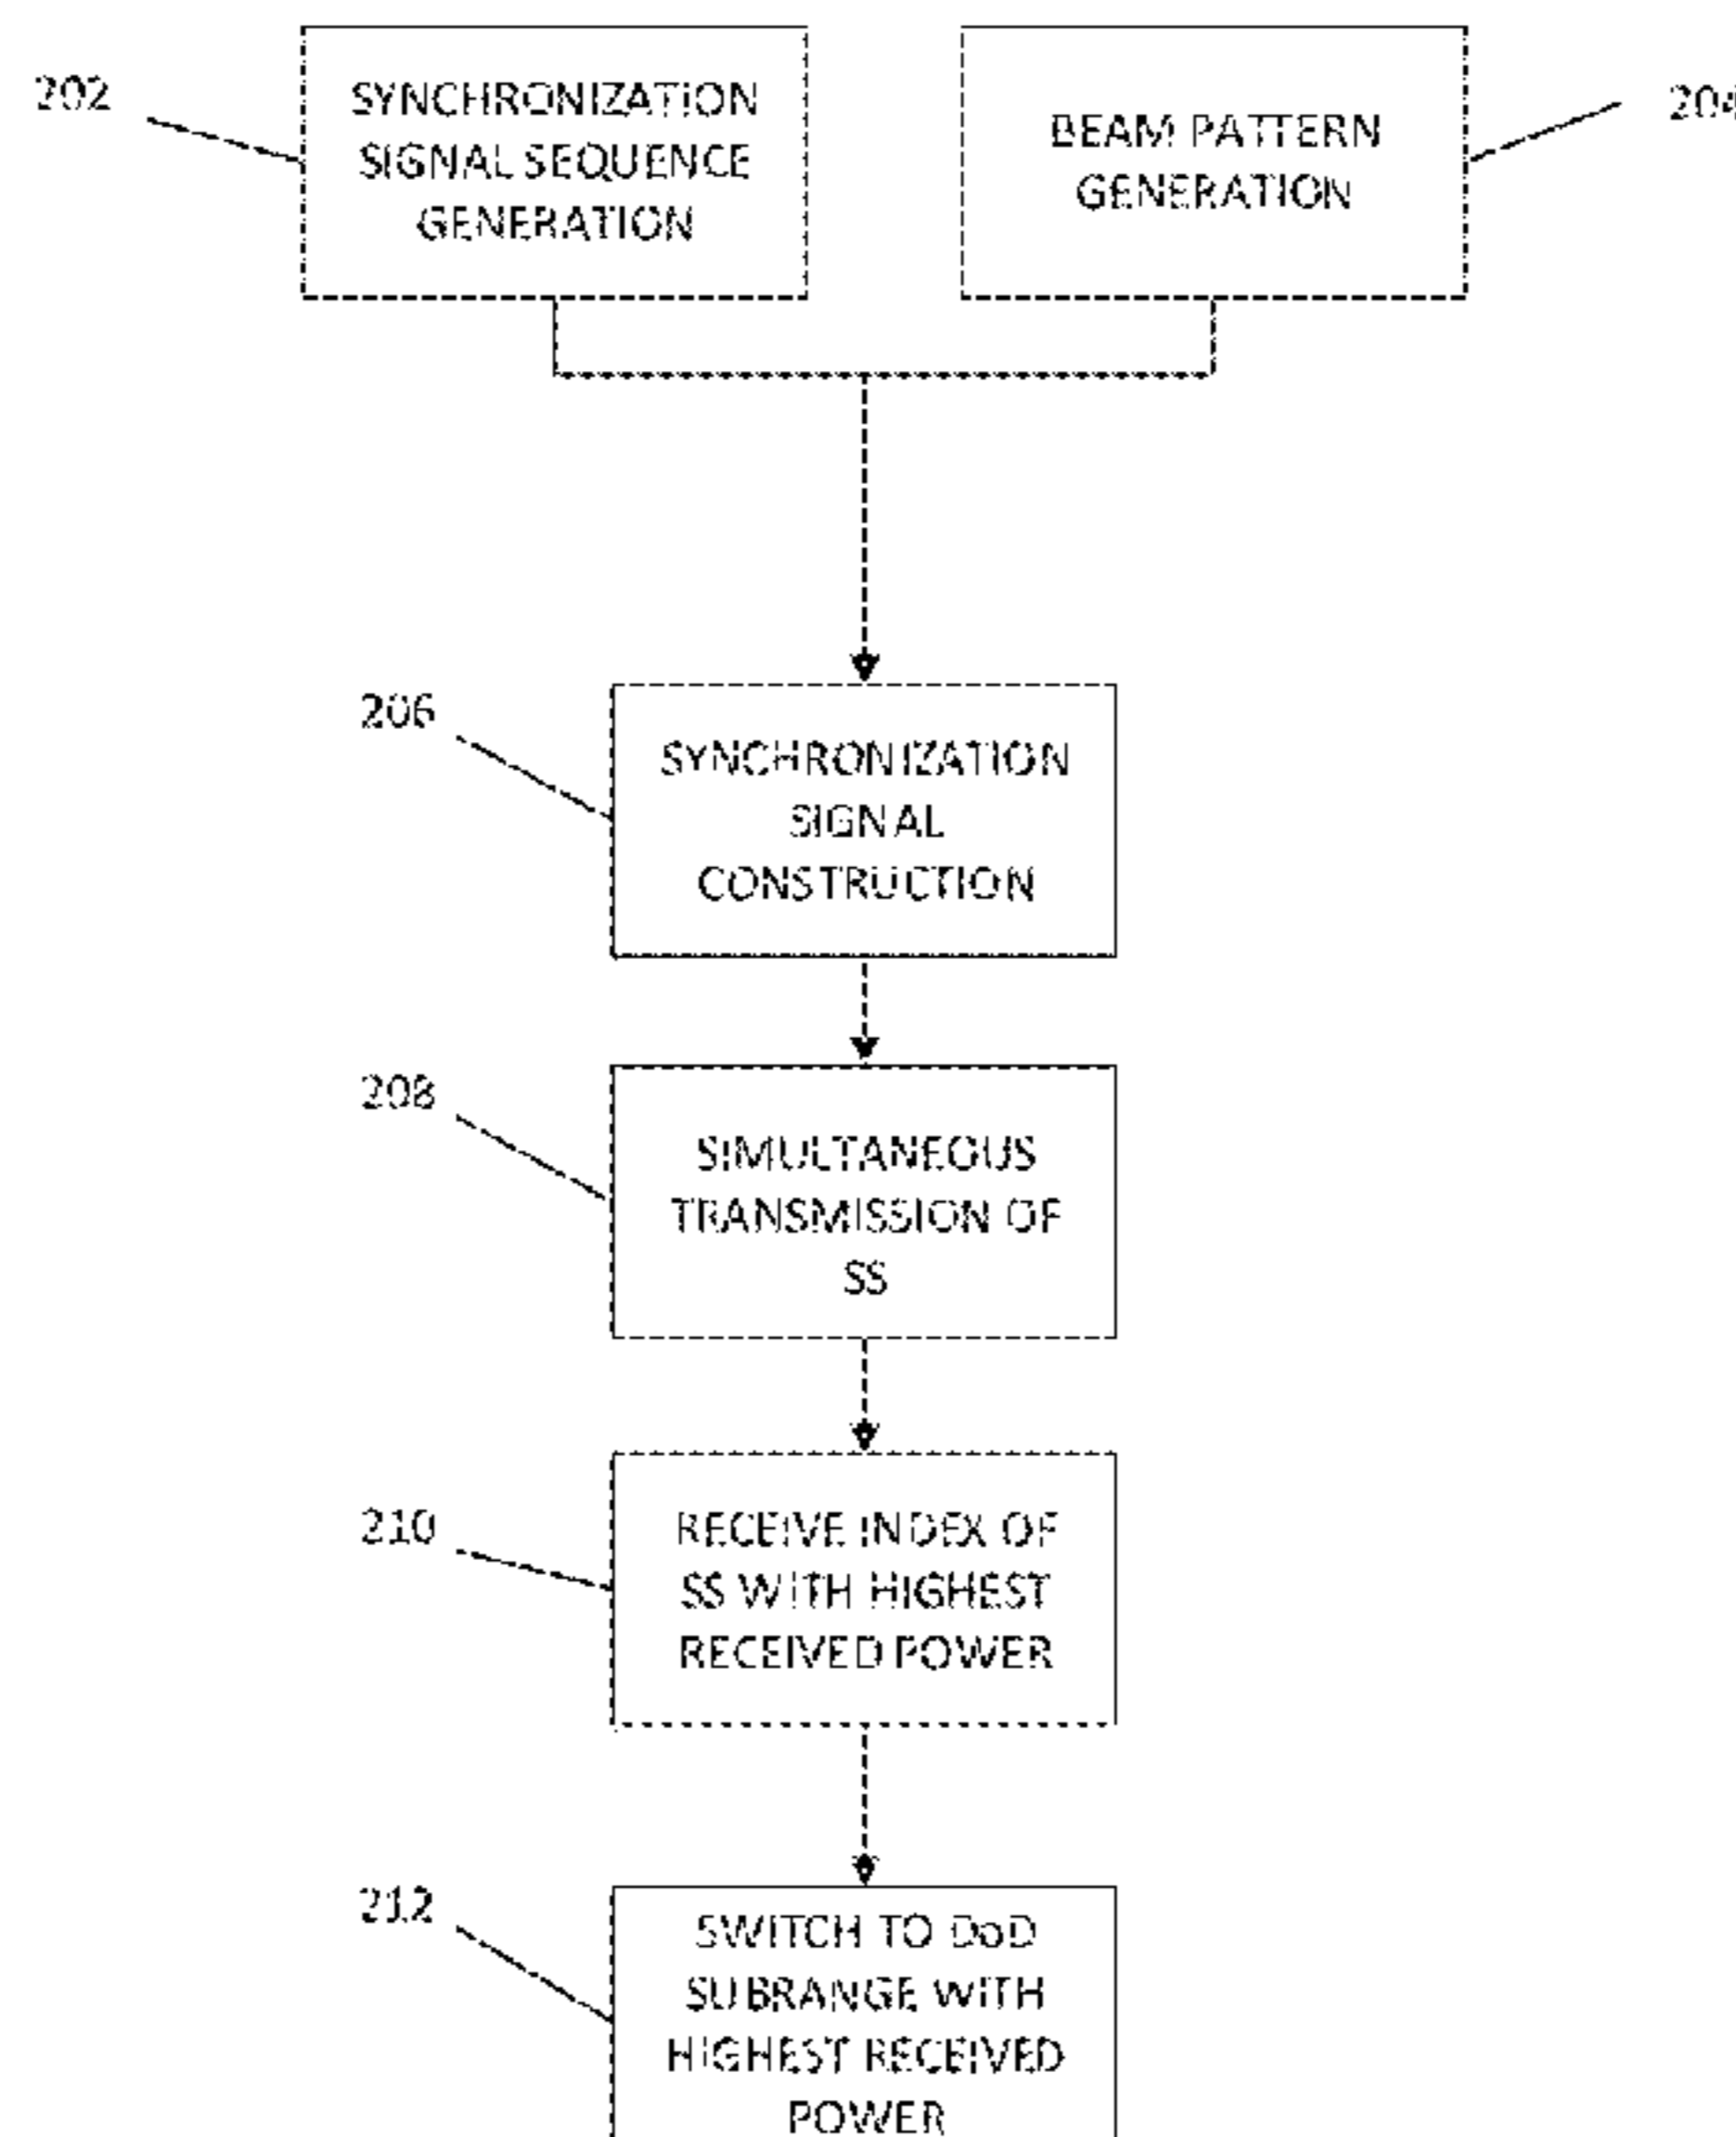 202
SYNCHRONIZATION
SIGNAL SEQUENCE
GENERATION
BEAM PATTERN
GENERATION
204
206
SYNCHRONIZATION
SIGNAL
CONSTRUCTION
208
SIMULTANEOUS
TRANSMISSION OF
SS
210
RECEIVE INDEX OF
SS WITH HIGHEST
RECEIVED POWER
212
SWITCH TO DoD
SUBRANGE WITH
HIGHEST RECEIVED
POWER